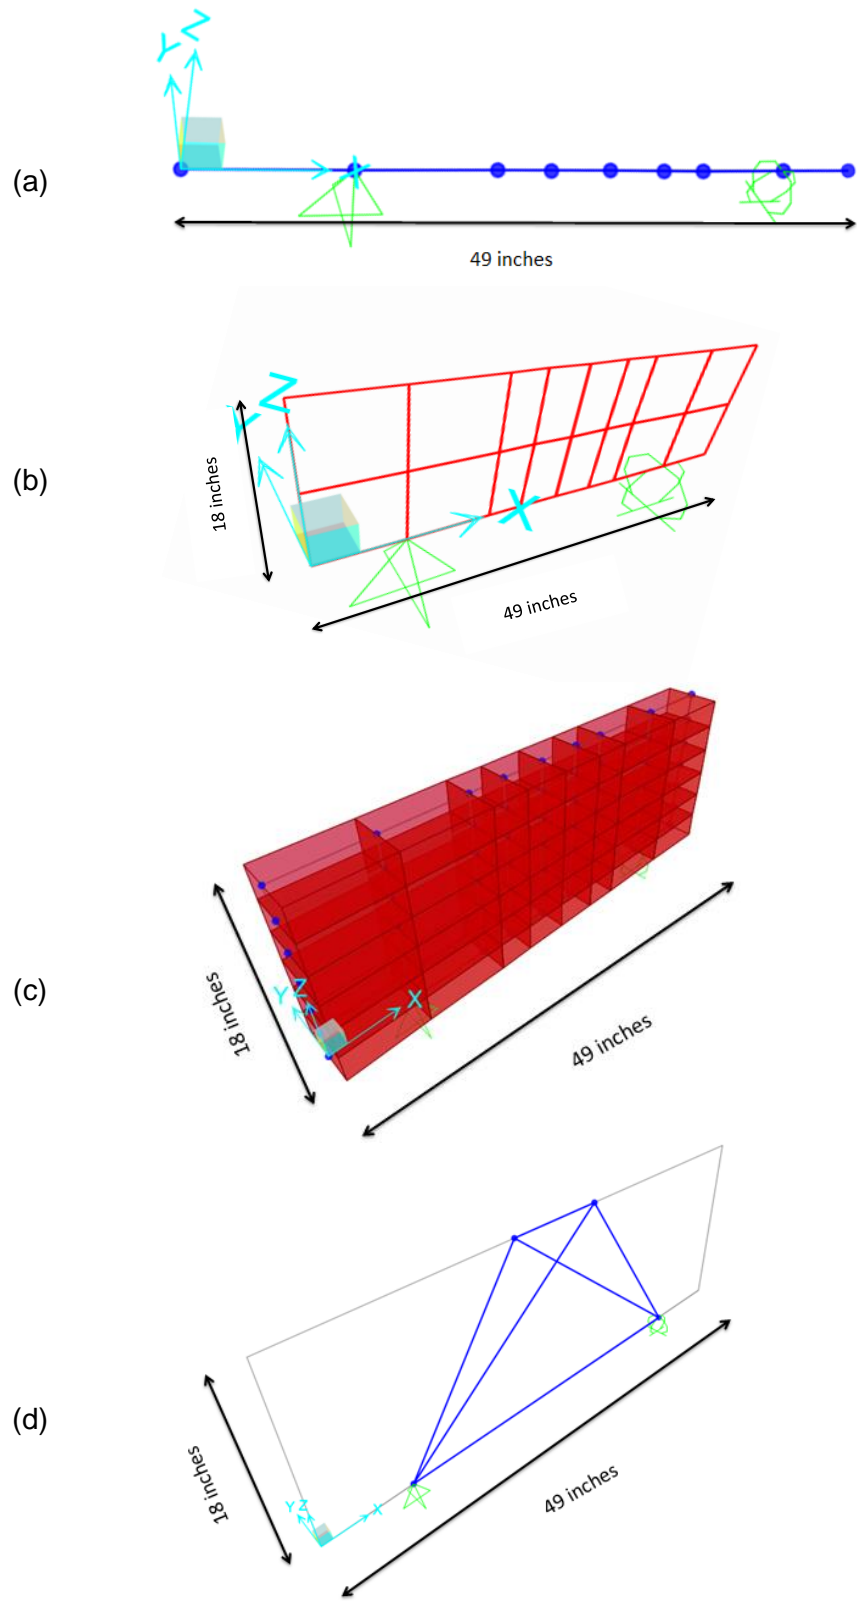 Y Z
X
(a)
49 inches
Y Z
X
18 inches
(b)
49 inches
Y Z X
(c)
18 inches
49 inches
(d)
18 inches
Y Z X
49 inches